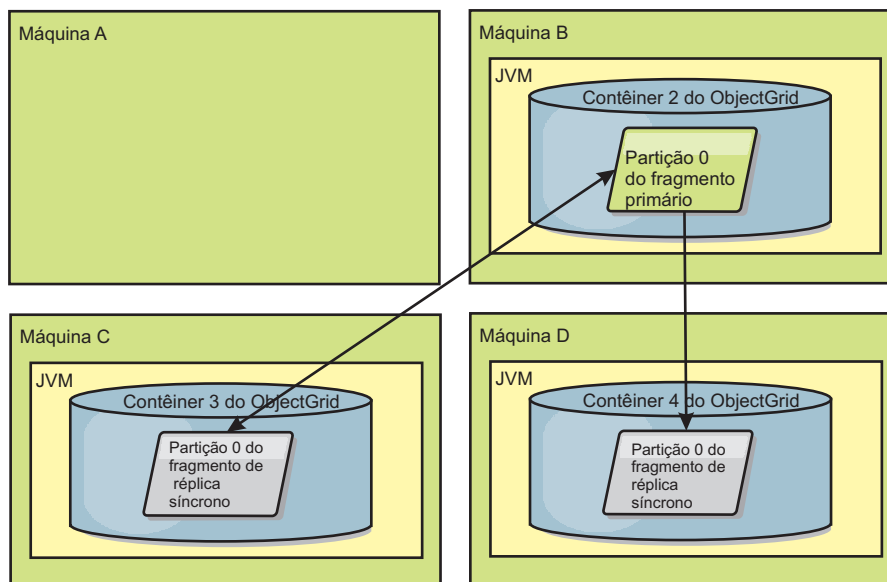 Máquina A
Máquina B
JVM
Contêiner 2 do ObjectGrid
Partição 0
do fragmento
primário
Máquina C
JVM
Contêiner 3 do ObjectGrid
Partição 0 do
fragmento de
réplica
síncrono
Máquina D
JVM
Contêiner 4 do ObjectGrid
Partição 0 do
fragmento de
réplica
síncrono